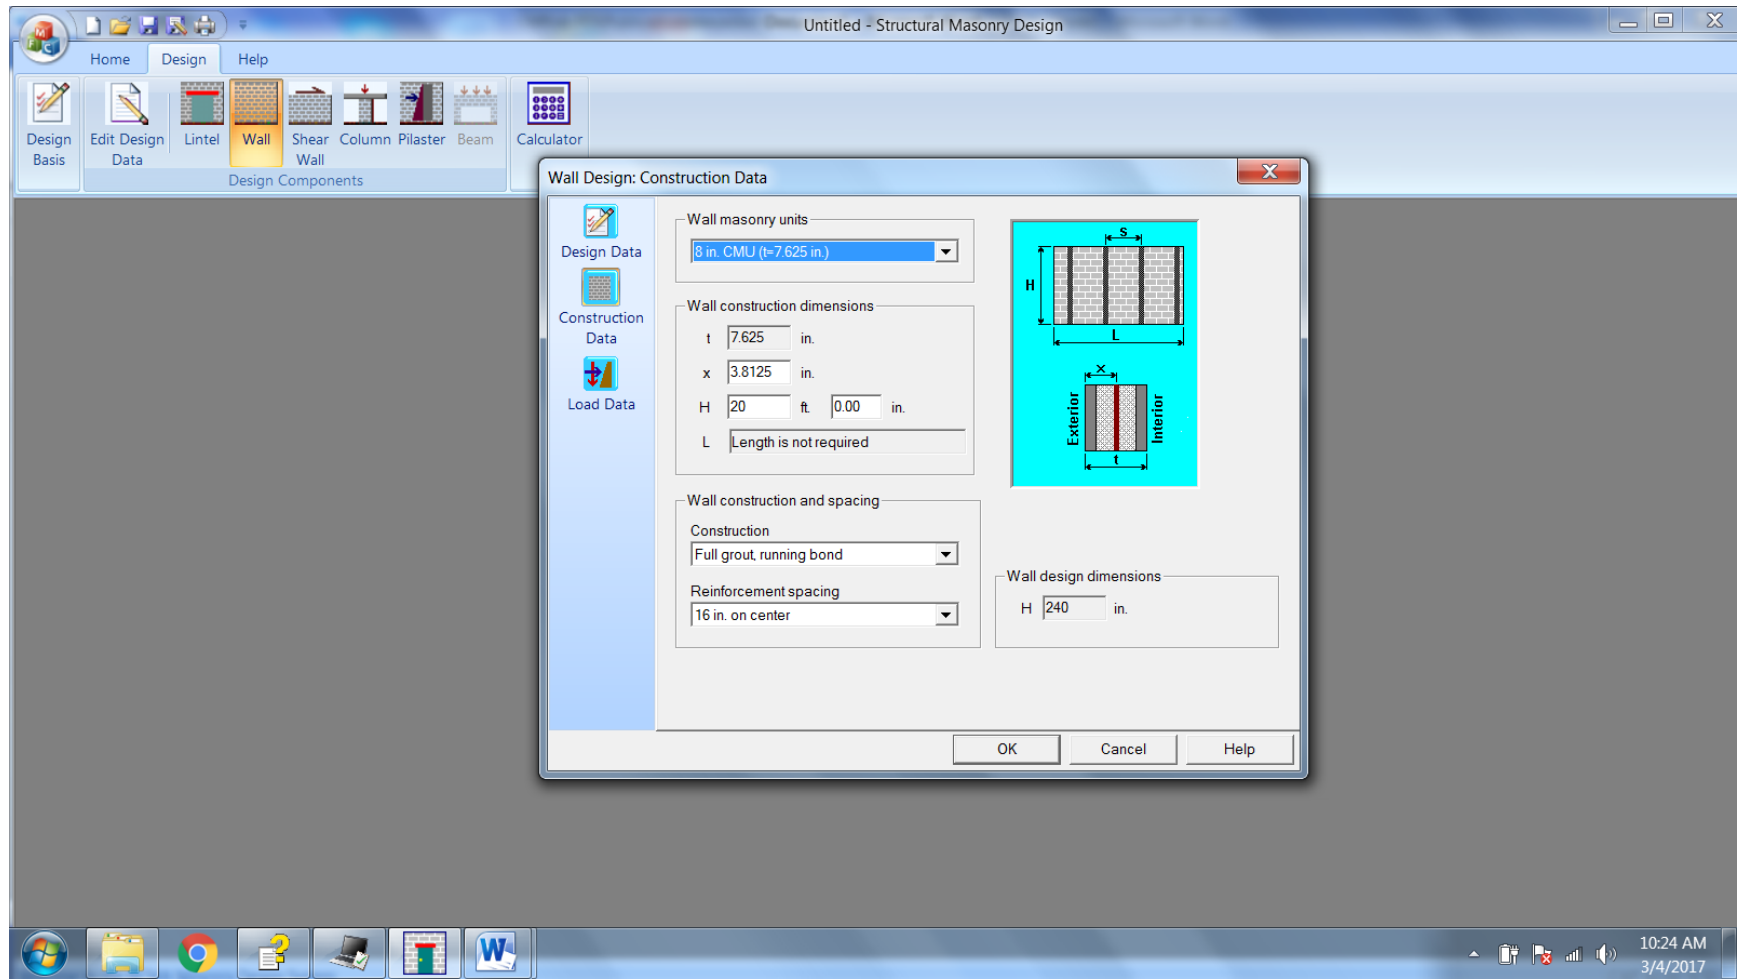 Untitled - Structural Masonry Design
Home Design Help
Design Basis
Edit Design Data
Lintel
Wall
Shear Wall
Column
Pilaster
Beam
Calculator
Design Components
Wall Design: Construction Data
Design Data
Construction Data
Load Data
Wall masonry units
8 in. CMU (t=7.625 in.)
Wall construction dimensions
t 7.625 in.
x 3.8125 in.
H 20 ft. 0.00 in.
L Length is not required
Wall construction and spacing
Construction
Full grout, running bond
Reinforcement spacing
16 in. on center
S
H
L
x
Exterior
Interior
t
Wall design dimensions
H 240 in.
OK Cancel Help
10:24 AM
3/4/2017